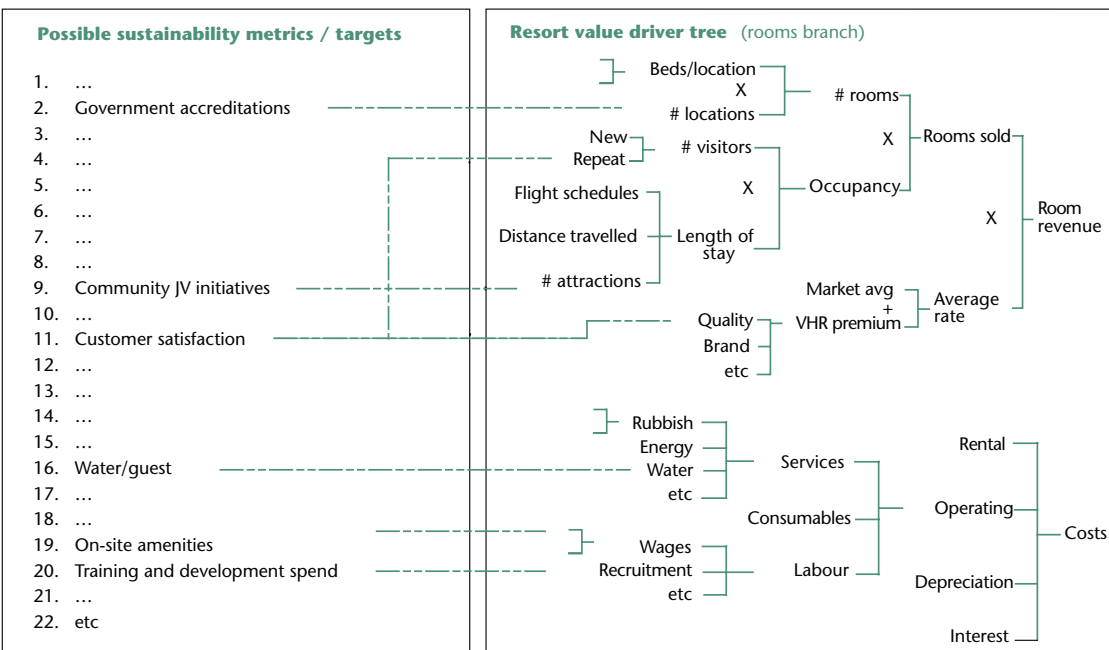 Possible sustainability metrics / targets
1. ...
2. Government accreditations
3. ...
4. ...
5. ...
6. ...
7. ...
8. ...
9. Community JV initiatives
10. ...
11. Customer satisfaction
12. ...
13. ...
14. ...
15. ...
16. Water/guest
17. ...
18. ...
19. On-site amenities
20. Training and development spend
21. ...
22. etc
Resort value driver tree (rooms branch)
Beds/location
X
# locations
# rooms
New
Repeat
# visitors
X
Rooms sold
Flight schedules
X
Occupancy
Distance travelled
Length of
stay
# attractions
X
Room
revenue
Market avg
+
VHR premium
Average
rate
Quality
Brand
etc
Rubbish
Energy
Water
etc
Services
Consumables
Wages
Recruitment
etc
Labour
Rental
Operating
Costs
Depreciation
Interest